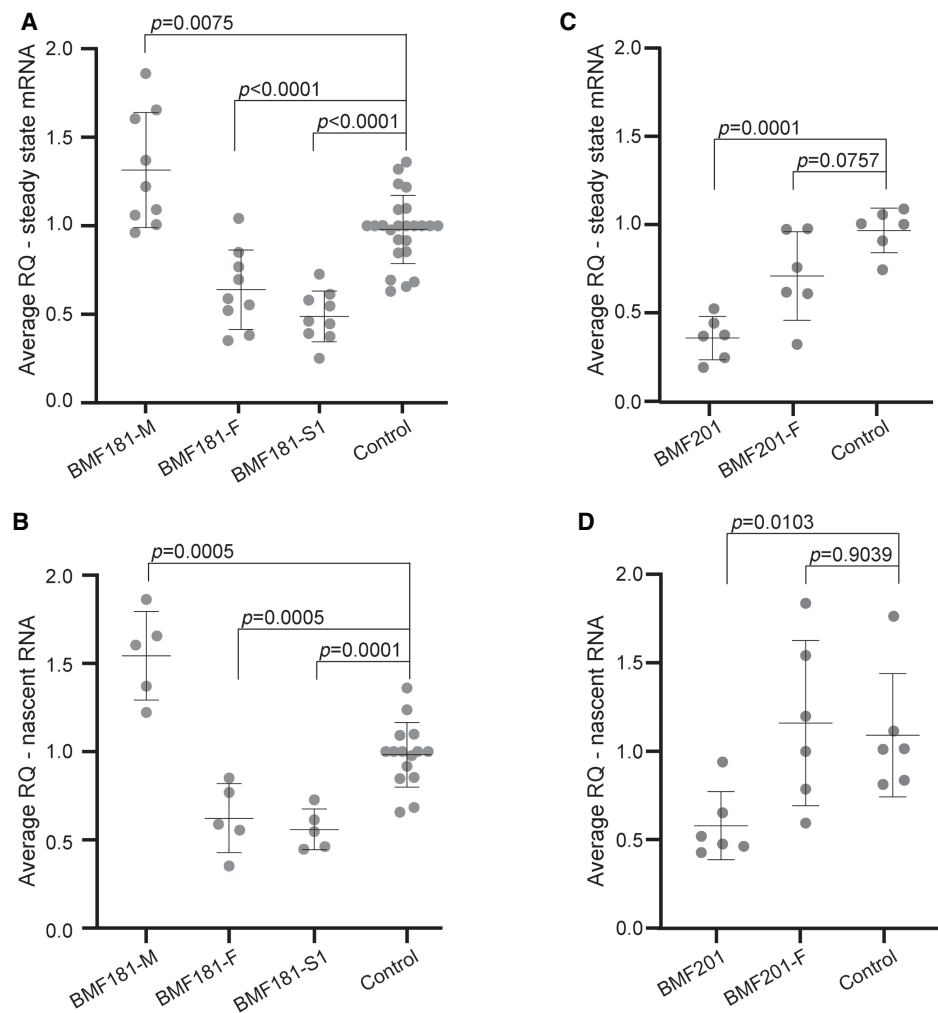 A
p=0.0075
p<0.0001
p<0.0001
Average RQ - steady state mRNA
2.0
1.5
1.0
0.5
0.0
BMF181-M
BMF181-F
BMF181-S1
Control
C
p=0.0001
p=0.0757
Average RQ - steady state mRNA
2.0
1.5
1.0
0.5
0.0
BMF201
BMF201-F
Control
B
p=0.0005
p=0.0005
p=0.0001
Average RQ - nascent RNA
2.0
1.5
1.0
0.5
0.0
BMF181-M
BMF181-F
BMF181-S1
Control
D
p=0.0103
p=0.9039
Average RQ - nascent RNA
2.0
1.5
1.0
0.5
0.0
BMF201
BMF201-F
Control